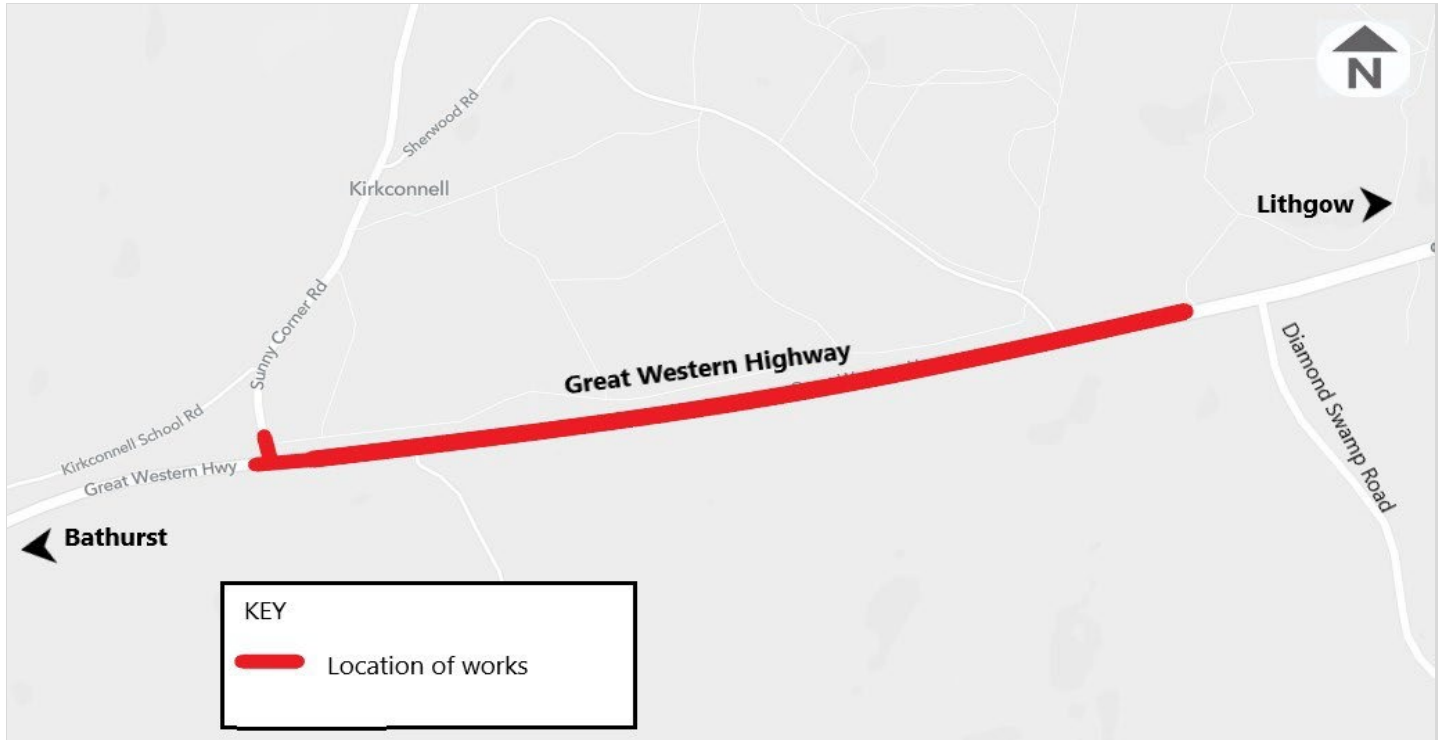 N
Sherwood Rd
Kirkconnell
Lithgow
Sunny Corner Rd
Great Western Highway
Diamond Swamp Road
Kirkconnell School Rd
Great Western Hwy
Bathurst
KEY
Location of works